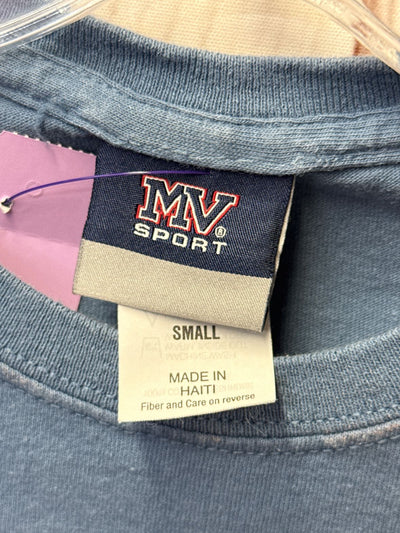 MV®
SPORT
SMALL
MADE IN
HAITI
Fiber and Care on reverse